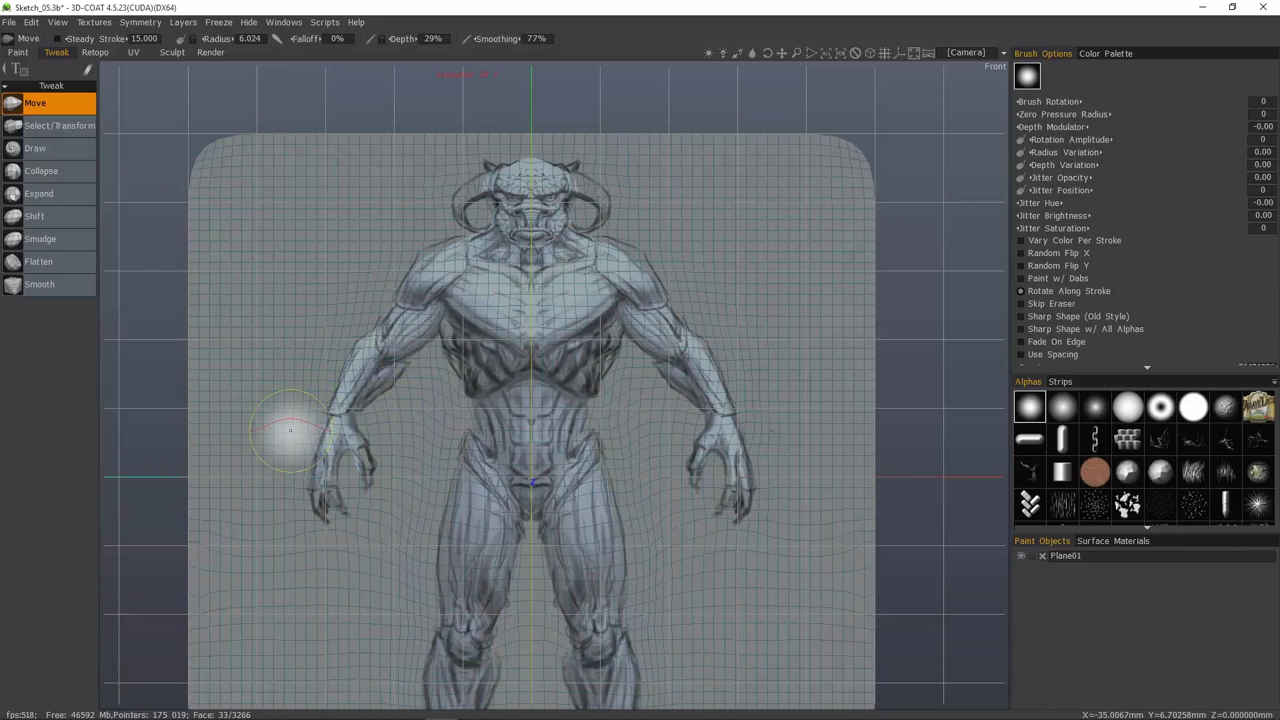 Sketch_05.3b* - 3D-COAT 4.5.23(CUDA)(DX64)
File Edit View Textures Symmetry Layers Freeze Hide Windows Scripts Help
Move Steady Stroke 15.000 Radius 6.024 Falloff 0% Depth 29% Smoothing 77%
Paint Tweak Retopo UV Sculpt Render [Camera]
Front
Tweak
Move
Select/Transform
Draw
Collapse
Expand
Shift
Smudge
Flatten
Smooth
Z
Brush Options Color Palette
Brush Rotation 0
Zero Pressure Radius 0
Depth Modulator -0.00
Rotation Amplitude 0
Radius Variation 0.00
Depth Variation 0.00
Jitter Opacity 0.00
Jitter Position 0
Jitter Hue -0.00
Jitter Brightness 0.00
Jitter Saturation 0
Vary Color Per Stroke
Random Flip X
Random Flip Y
Paint w/ Dabs
Rotate Along Stroke
Skip Eraser
Sharp Shape (Old Style)
Sharp Shape w/ All Alphas
Fade On Edge
Use Spacing
Alphas Strips
Paint Objects Surface Materials
Plane01
fps:518; Free: 46592 Mb,Pointers: 175 019; Face: 33/3266
X=-35.0067mm Y=6.70258mm Z=0.000000mm